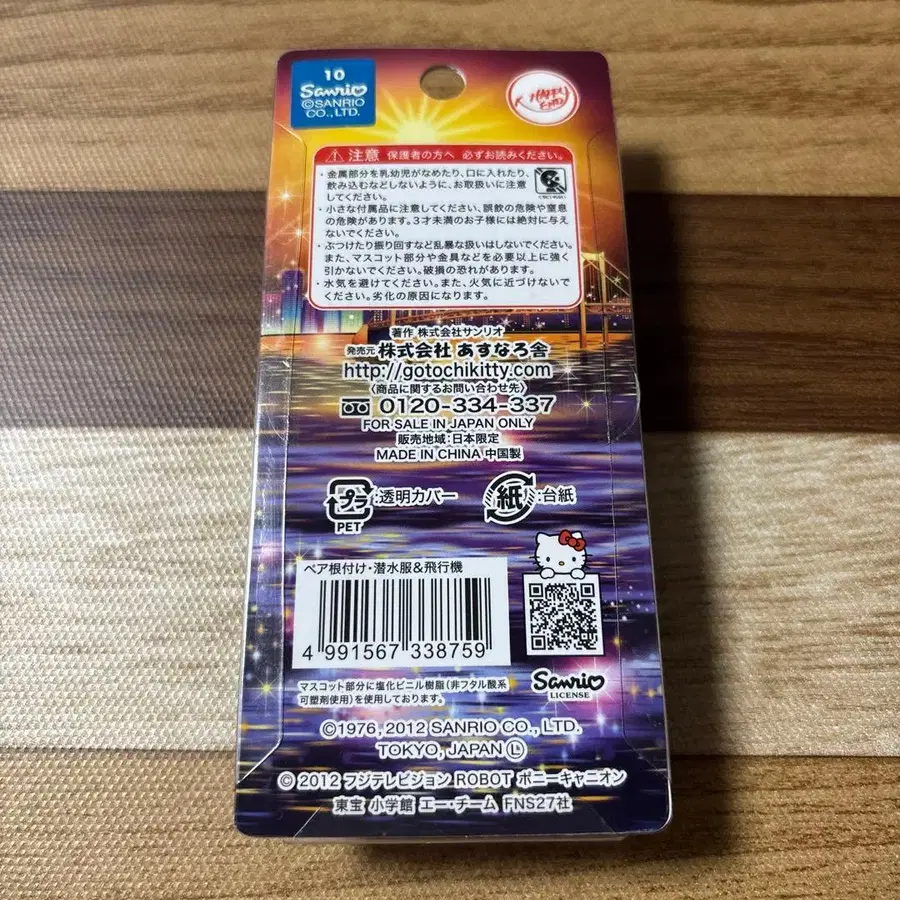 10
Sanrio
©SANRIO
CO., LTD.
HAPPY
END
注意 保護者の方へ 必ずお読みください。
・金属部分を乳幼児がなめたり、口に入れたり、
飲み込むなどしないように、お取扱いに注意
してください。
・小さな付属品に注意してください、誤飲の危険や窒息
の危険があります。3才未満のお子様には絶対に与え
ないでください。
・ぶつけたり振り回すなど乱暴な扱いはしないでください。
また、マスコット部分や金具などを必要以上に強く
引かないでください。破損の恐れがあります。
・水気を避けてください。また、火気に近づけないで
ください。劣化の原因になります。
著作 株式会社サンリオ
発売元 株式会社 あすなろ舎
http://gotochikitty.com
〈商品に関するお問い合わせ先〉
0120-334-337
FOR SALE IN JAPAN ONLY
販売地域:日本限定
MADE IN CHINA 中国製
プラ :透明カバー
PET
紙 :台紙
ペア根付け・潜水服&飛行機
4 991567 338759
マスコット部分に塩化ビニル樹脂(非フタル酸系
可塑剤使用)を使用しております。
Sanrio
LICENSE
©1976, 2012 SANRIO CO., LTD.
TOKYO, JAPAN Ⓛ
© 2012 フジテレビジョン ROBOT ポニーキャニオン
東宝 小学館 エー・チーム FNS27社